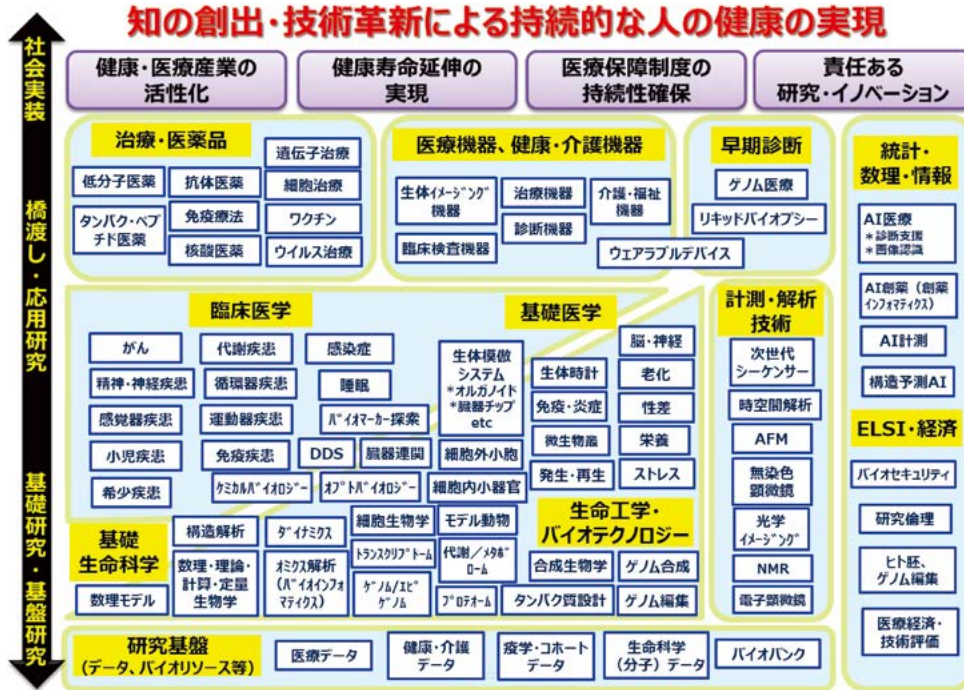 知の創出・技術革新による持続的な人の健康の実現
社会実装
健康・医療産業の
活性化
健康寿命延伸の
実現
医療保障制度の
持続性確保
責任ある
研究・イノベーション
橋渡し・応用研究
治療・医薬品
遺伝子治療
低分子医薬
抗体医薬
細胞治療
タンパク・ペプ
チド医薬
免疫療法
ワクチン
核酸医薬
ウイルス治療
医療機器、健康・介護機器
生体イメージング
機器
治療機器
介護・福祉
機器
診断機器
臨床検査機器
ウェアラブルデバイス
早期診断
ゲノム医療
リキッドバイオプシー
統計・
数理・情報
AI医療
*診断支援
*画像認識
AI創薬（創薬
インフォマティクス）
AI計測
構造予測AI
臨床医学
がん
代謝疾患
感染症
精神・神経疾患
循環器疾患
睡眠
感覚器疾患
運動器疾患
バイオマーカー探索
小児疾患
免疫疾患
DDS
臓器連関
希少疾患
ケミカルバイオロジー
オプトバイオロジー
基礎医学
生体模倣
システム
*オルガノイド
*臓器チップ
etc
脳・神経
生体時計
老化
免疫・炎症
性差
微生物叢
栄養
細胞外小胞
発生・再生
ストレス
細胞内小器官
計測・解析
技術
次世代
シーケンサー
時空間解析
AFM
無染色
顕微鏡
光学
イメージング
NMR
電子顕微鏡
ELSI・経済
バイオセキュリティ
研究倫理
ヒト胚、
ゲノム編集
医療経済・
技術評価
基礎研究・基盤研究
基礎
生命科学
構造解析
ダイナミクス
細胞生物学
モデル動物
数理モデル
数理・理論・
計算・定量
生物学
オミクス解析
(バイオインフォ
マティクス)
トランスクリプトーム
代謝／メタボ
ローム
ゲノム/エピ
ゲノム
プロテオーム
生命工学・
バイオテクノロジー
合成生物学
ゲノム合成
タンパク質設計
ゲノム編集
研究基盤
(データ、バイオリソース等)
医療データ
健康・介護
データ
疫学・コホート
データ
生命科学
（分子）データ
バイオバンク